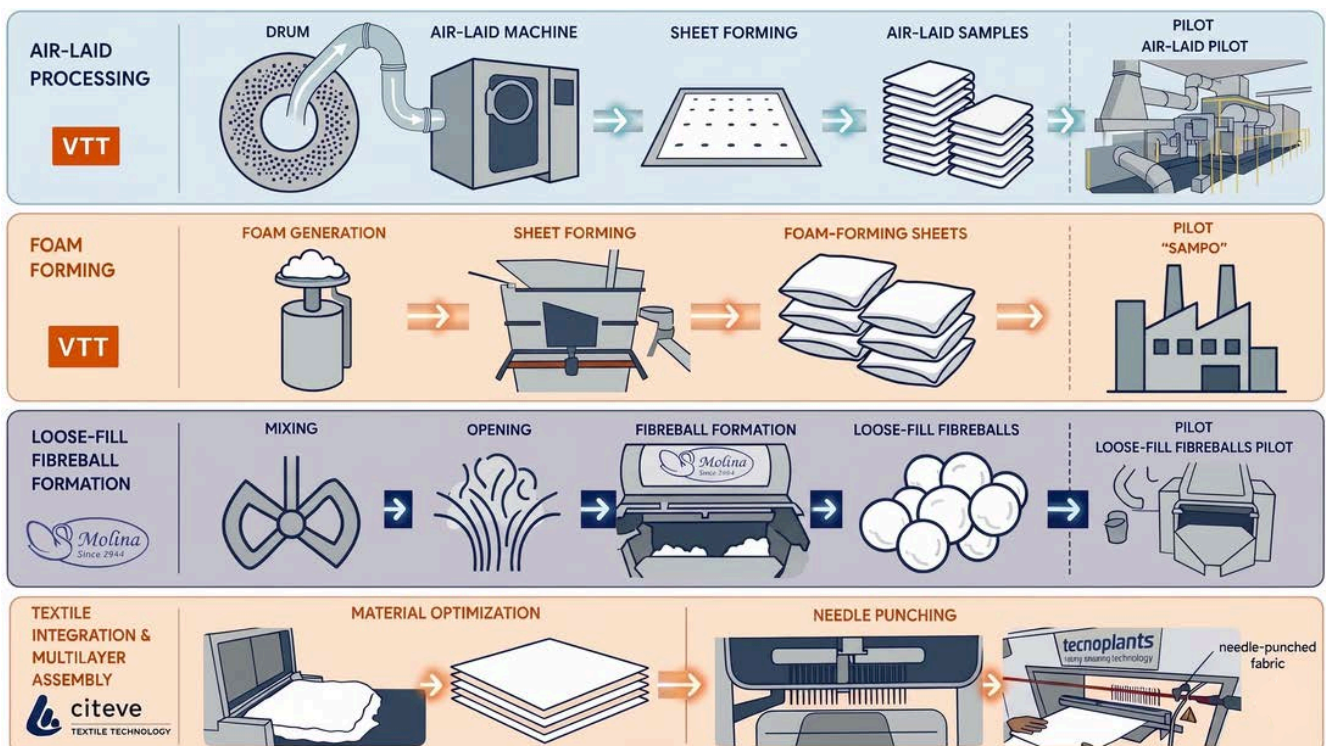 AIR-LAID
PROCESSING
VTT
DRUM
AIR-LAID MACHINE
SHEET FORMING
AIR-LAID SAMPLES
PILOT
AIR-LAID PILOT
FOAM
FORMING
VTT
FOAM GENERATION
SHEET FORMING
FOAM-FORMING SHEETS
PILOT
"SAMPO"
LOOSE-FILL
FIBREBALL
FORMATION
Molina
Since 2944
MIXING
OPENING
FIBREBALL FORMATION
Molina
LOOSE-FILL FIBREBALLS
PILOT
LOOSE-FILL FIBREBALLS PILOT
TEXTILE
INTEGRATION &
MULTILAYER
ASSEMBLY
citeve
TEXTILE TECHNOLOGY
MATERIAL OPTIMIZATION
NEEDLE PUNCHING
tecnoplants
technology
needle-punched
fabric